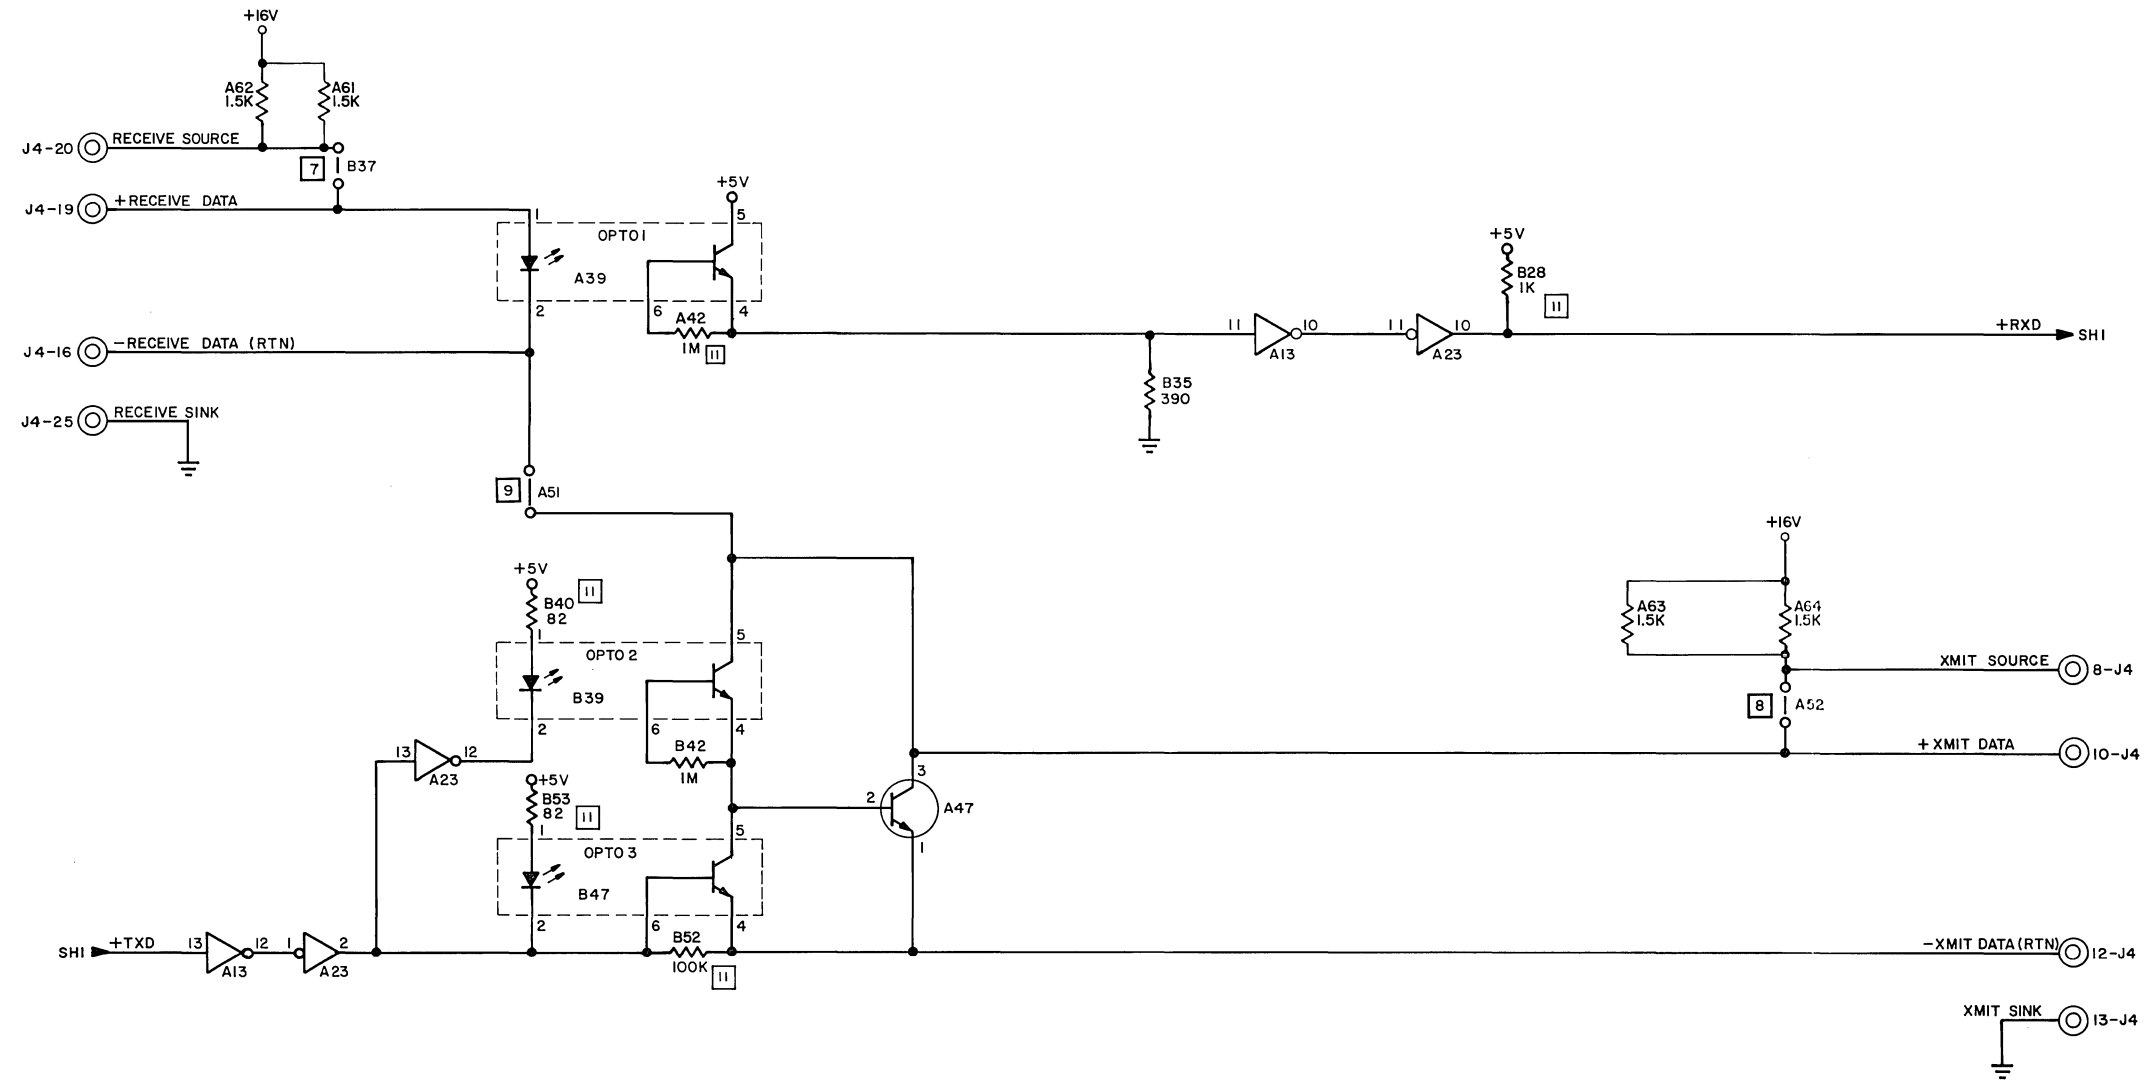 +16V
A62
1.5K
A61
1.5K
J4-20
RECEIVE SOURCE
7
B37
J4-19
+RECEIVE DATA
1
OPTO1
A39
2
+5V
5
6
4
A42
1M
11
J4-16
-RECEIVE DATA (RTN)
J4-25
RECEIVE SINK
B35
390
11
10
A13
11
10
A23
+5V
B28
1K
11
+RXD
SH1
9
A51
+5V
11
B40
82
1
OPTO 2
B39
2
5
6
4
B42
1M
13
12
A23
+5V
B53
82
11
1
OPTO 3
B47
2
5
6
4
B52
100K
11
2
3
A47
1
SH1
+TXD
13
12
A13
1
2
A23
+16V
A63
1.5K
A64
1.5K
XMIT SOURCE
8-J4
8
A52
+XMIT DATA
10-J4
-XMIT DATA(RTN)
12-J4
XMIT SINK
13-J4